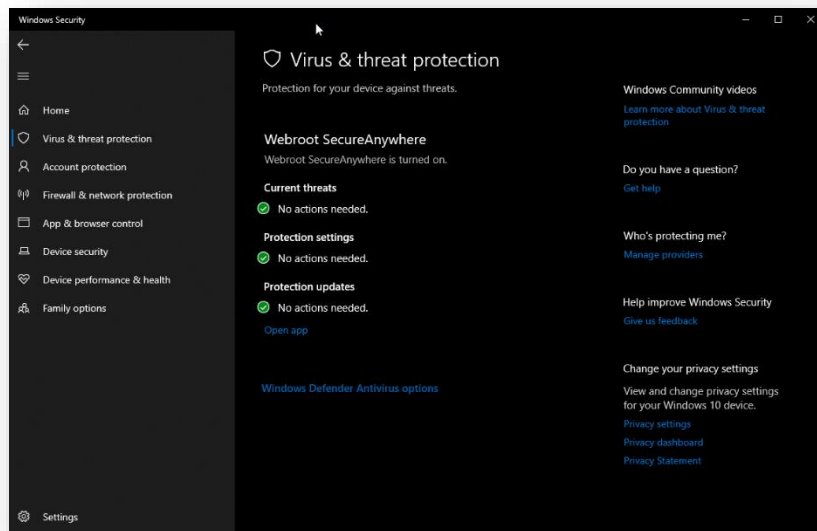 Windows Security
Home
Virus & threat protection
Account protection
Firewall & network protection
App & browser control
Device security
Device performance & health
Family options
Settings
Virus & threat protection
Protection for your device against threats.
Webroot SecureAnywhere
Webroot SecureAnywhere is turned on.
Current threats
No actions needed.
Protection settings
No actions needed.
Protection updates
No actions needed.
Open app
Windows Defender Antivirus options
Windows Community videos
Learn more about Virus & threat
protection
Do you have a question?
Get help
Who's protecting me?
Manage providers
Help improve Windows Security
Give us feedback
Change your privacy settings
View and change privacy settings
for your Windows 10 device.
Privacy settings
Privacy dashboard
Privacy Statement